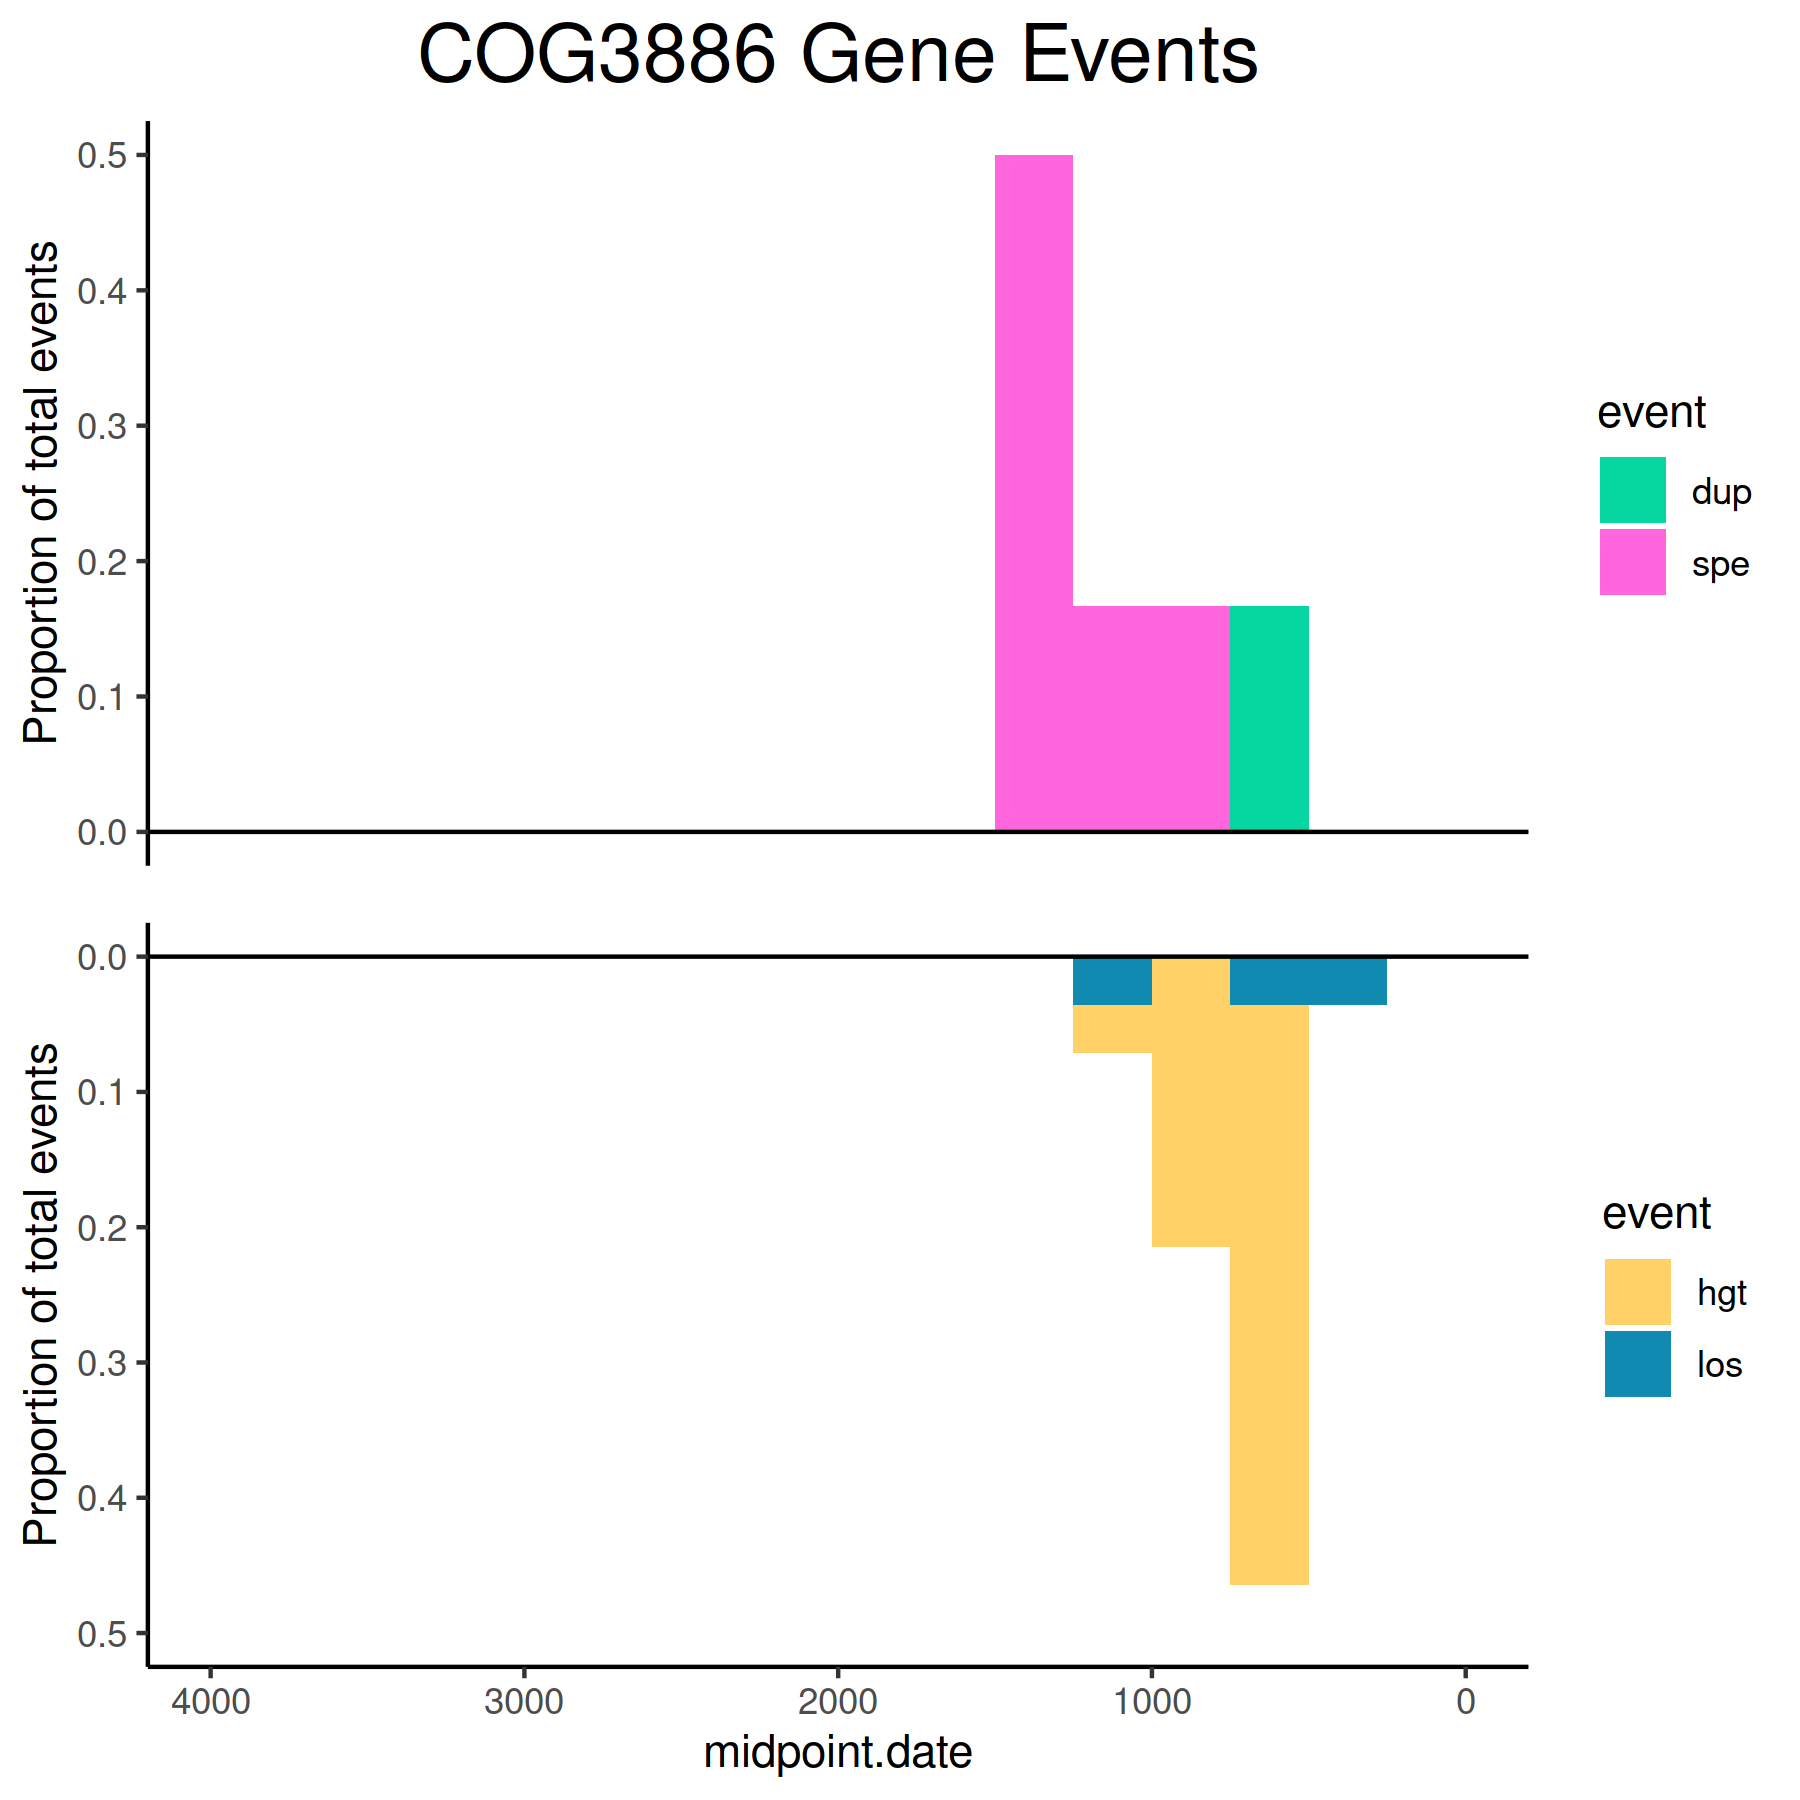 COG3886 Gene Events
Proportion of total events
0.5
0.4
0.3
0.2
0.1
0.0
event
dup
spe
Proportion of total events
0.0
0.1
0.2
0.3
0.4
0.5
event
hgt
los
4000 3000 2000 1000 0
midpoint.date